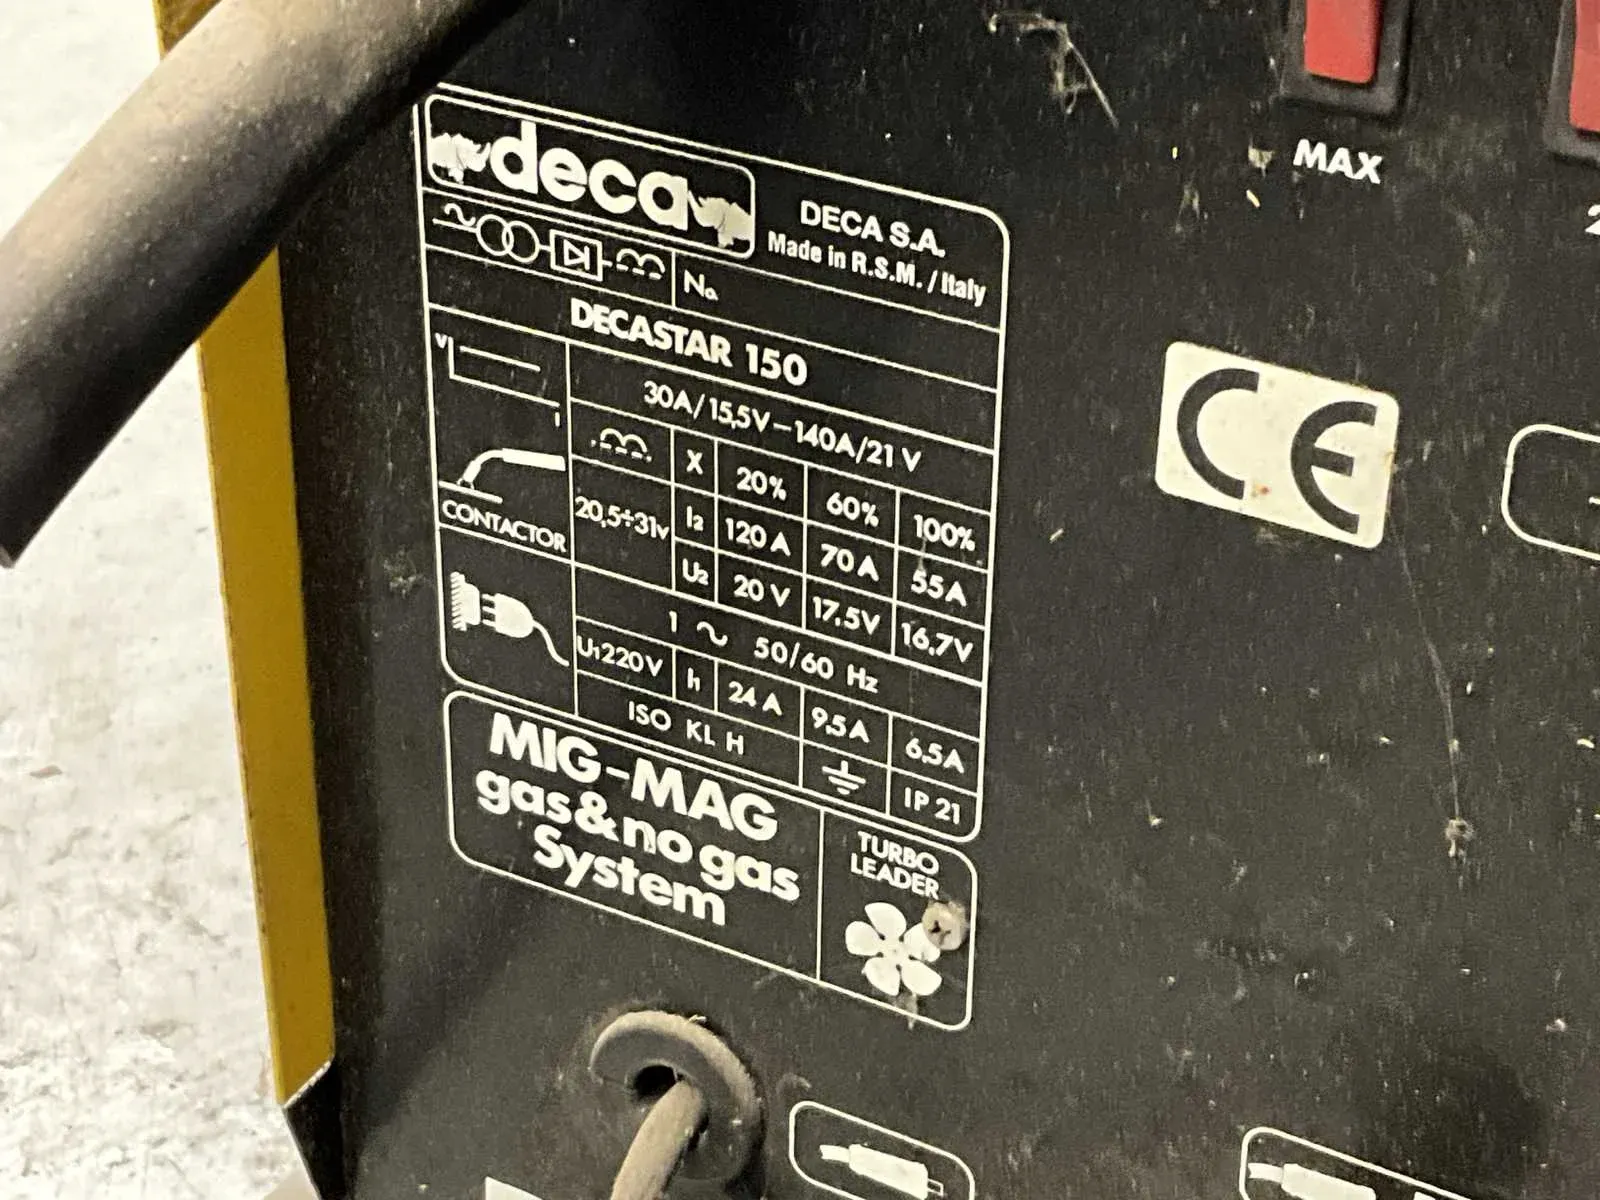 deca
DECA S.A.
Made in R.S.M. / Italy
No.
DECASTAR 150
V
I
30A/15,5V–140A/21 V
X 20% 60% 100%
20,5÷31v
I2 120 A 70 A 55 A
U2 20 V 17.5V 16.7V
CONTACTOR
1 ~ 50/60 Hz
U1 220 V I1 24 A 9.5 A 6.5A
ISO KL H
IP 21
MIG-MAG
gas&no gas
System
TURBO
LEADER
MAX
CE